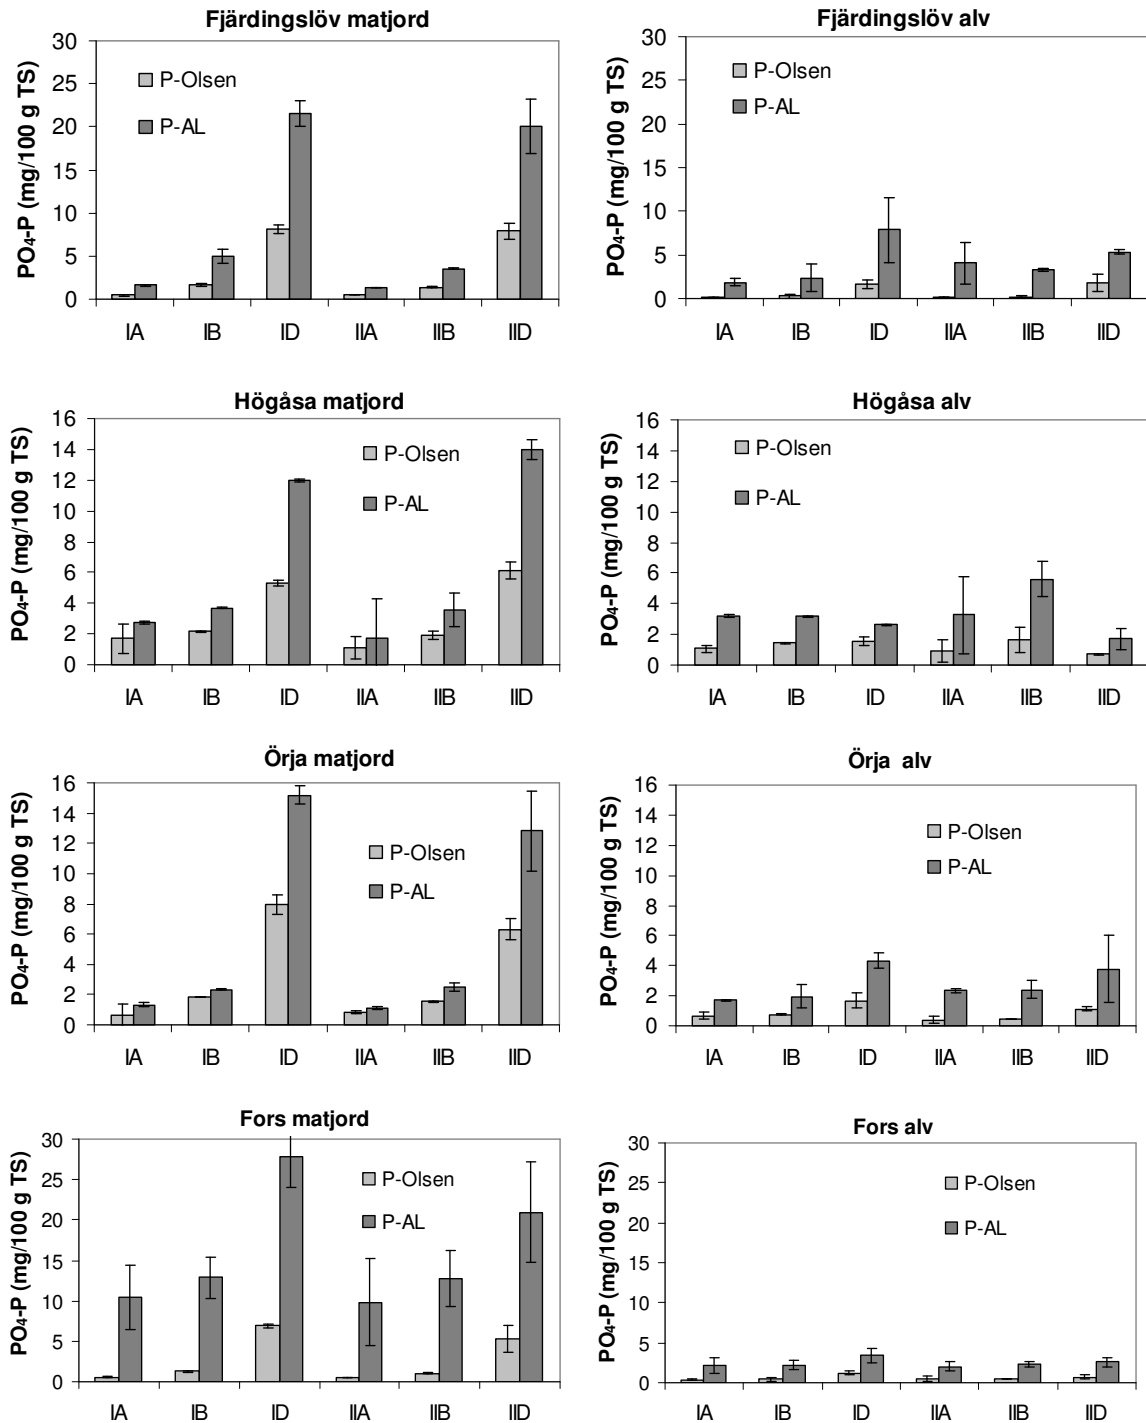 Fjärdingslöv matjord
PO4-P (mg/100 g TS)
30
25
20
15
10
5
0
P-Olsen
P-AL
IA IB ID IIA IIB IID
Fjärdingslöv alv
PO4-P (mg/100 g TS)
30
25
20
15
10
5
0
P-Olsen
P-AL
IA IB ID IIA IIB IID
Högåsa matjord
PO4-P (mg/100 g TS)
16
14
12
10
8
6
4
2
0
P-Olsen
P-AL
IA IB ID IIA IIB IID
Högåsa alv
PO4-P (mg/100 g TS)
16
14
12
10
8
6
4
2
0
P-Olsen
P-AL
IA IB ID IIA IIB IID
Örja matjord
PO4-P (mg/100 g TS)
16
14
12
10
8
6
4
2
0
P-Olsen
P-AL
IA IB ID IIA IIB IID
Örja alv
PO4-P (mg/100 g TS)
16
14
12
10
8
6
4
2
0
P-Olsen
P-AL
IA IB ID IIA IIB IID
Fors matjord
PO4-P (mg/100 g TS)
30
25
20
15
10
5
0
P-Olsen
P-AL
IA IB ID IIA IIB IID
Fors alv
PO4-P (mg/100 g TS)
30
25
20
15
10
5
0
P-Olsen
P-AL
IA IB ID IIA IIB IID